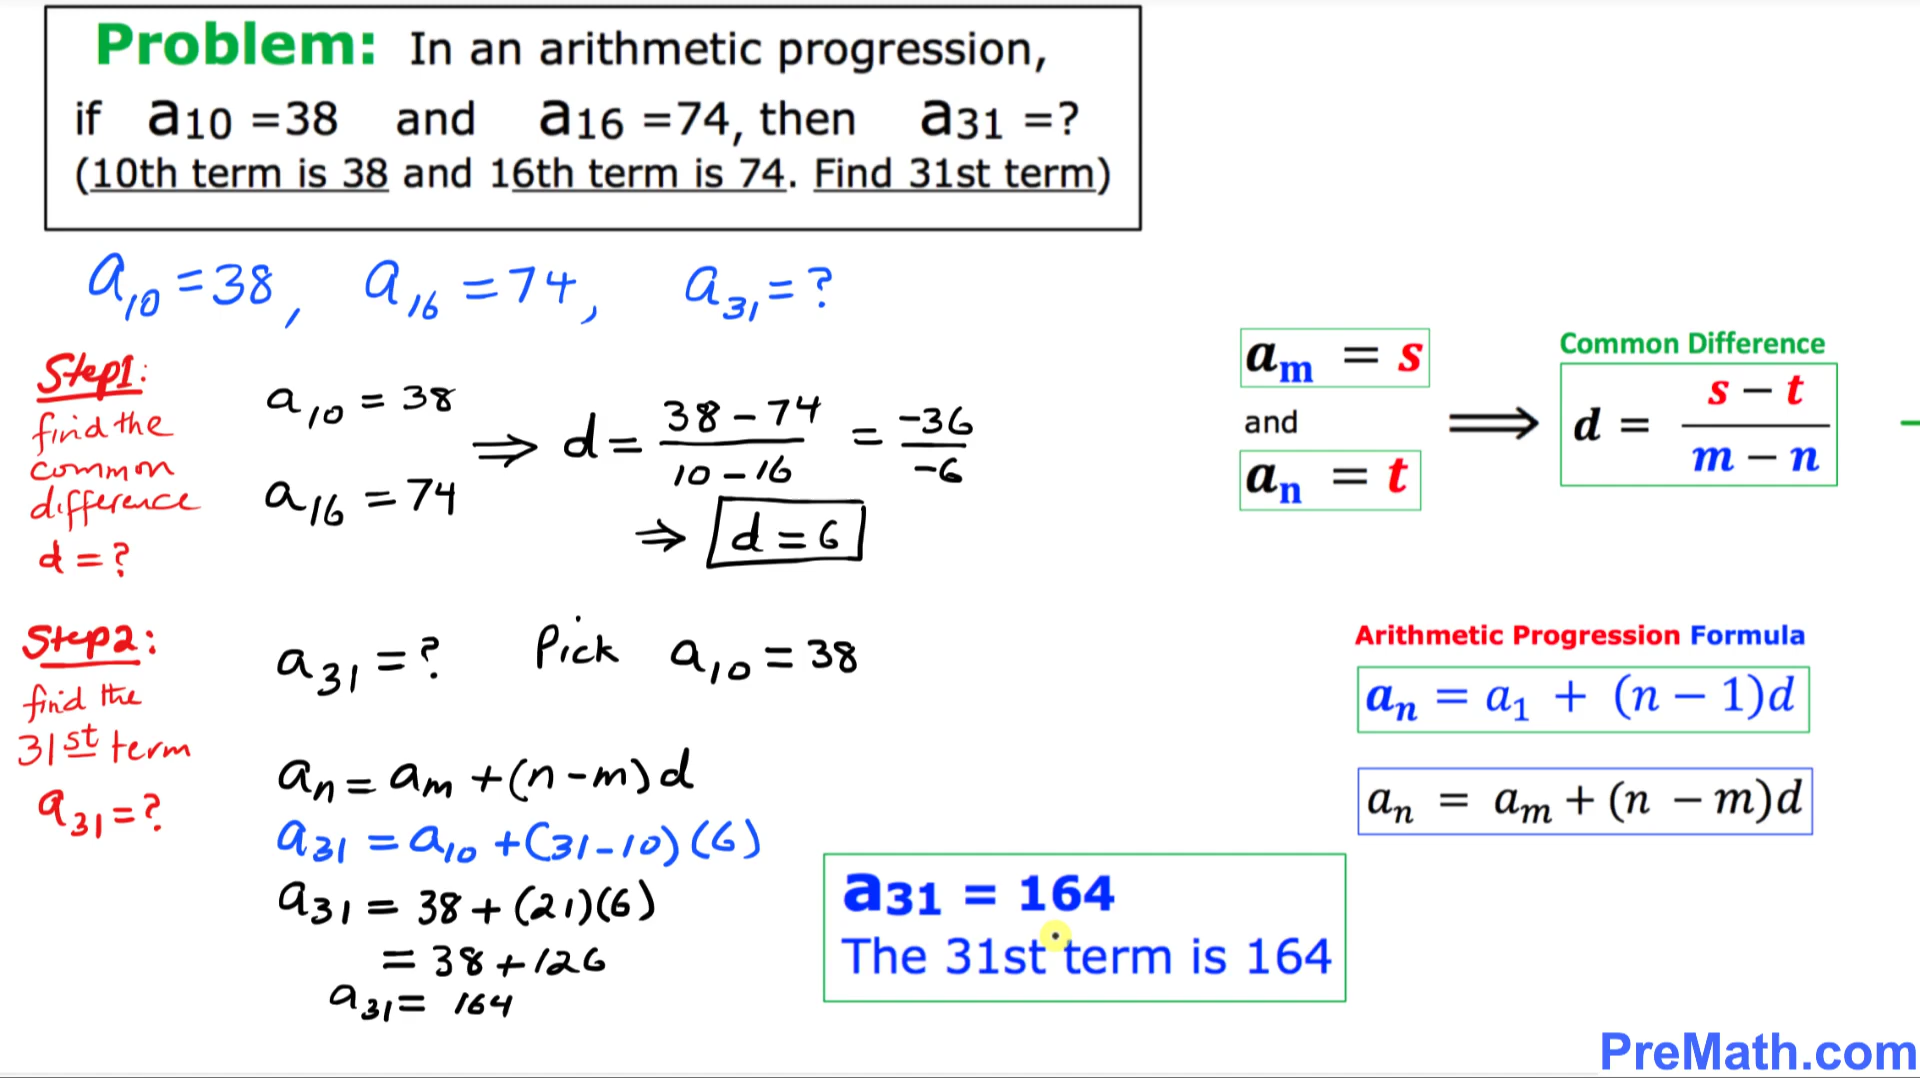 Problem: In an arithmetic progression,
if a10 =38 and a16 =74, then a31 =?
(10th term is 38 and 16th term is 74. Find 31st term)
a10 = 38, a16 = 74, a31 = ?
Step1:
find the
common
difference
d = ?
a10 = 38
a16 = 74
⇒ d = (38 - 74)/(10 - 16) = -36/-6
⇒ d = 6
am = s
and
an = t
⟹
Common Difference
d = (s - t)/(m - n)
Step2:
find the
31st term
a31 = ?
a31 = ? Pick a10 = 38
an = am + (n - m) d
a31 = a10 + (31 - 10) (6)
a31 = 38 + (21)(6)
= 38 + 126
a31 = 164
Arithmetic Progression Formula
an = a1 + (n - 1)d
an = am + (n - m)d
a31 = 164
The 31st term is 164
PreMath.com